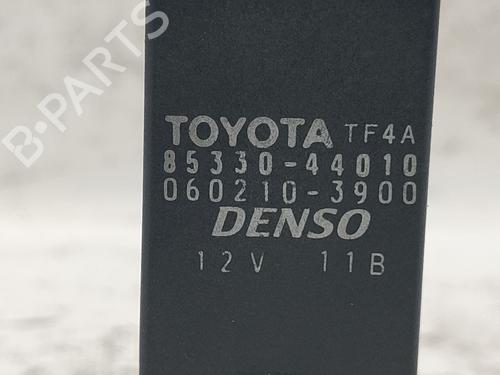 B-PARTS
TOYOTA TF4A
85330-44010
060210-3900
DENSO
12V 11B